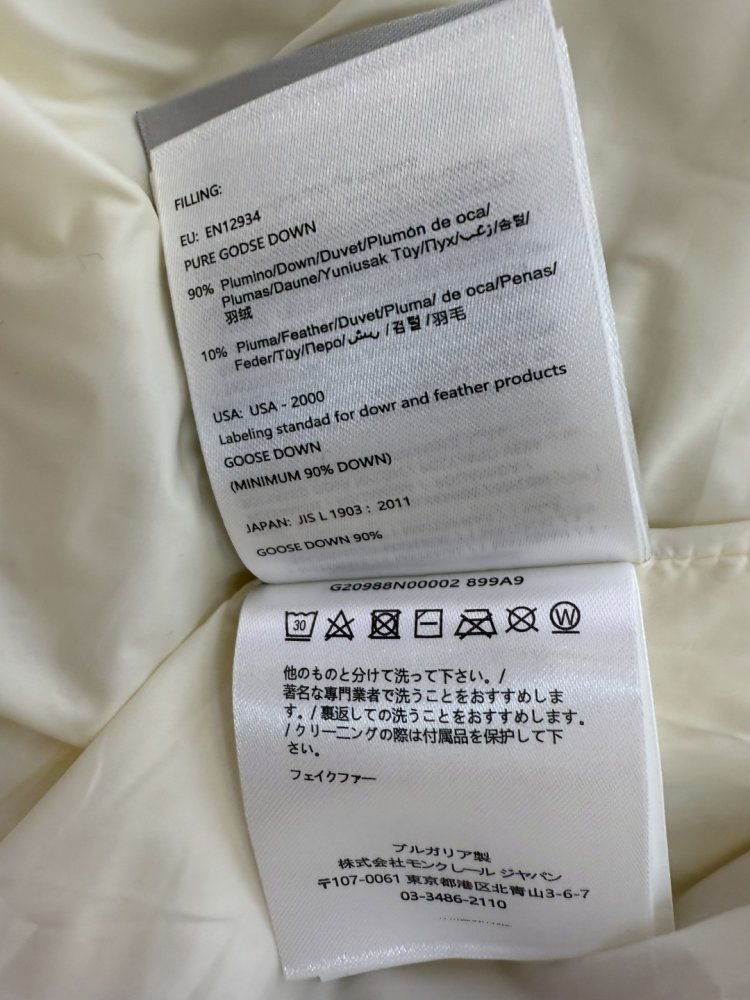 FILLING:
EU: EN12934
PURE GODSE DOWN
90% Plumino/Down/Duvet/Plumón de oca/
Plumas/Daune/Yuniusak Tüy/Пух/زغب/솜털/
羽绒
10% Pluma/Feather/Duvet/Pluma/ de oca/Penas/
Feder/Tüy/Перо/ريش/깃털/羽毛
USA: USA - 2000
Labeling standad for dowr and feather products
GOOSE DOWN
(MINIMUM 90% DOWN)
JAPAN: JIS L 1903 : 2011
GOOSE DOWN 90%
G20988N00002 899A9
30 W
他のものと分けて洗って下さい。/
著名な専門業者で洗うことをおすすめしま
す。/裏返しての洗うことをおすすめします。
/クリーニングの際は付属品を保护して下
さい。
フェイクファー
ブルガリア製
株式会社モンクレール ジャパン
〒107-0061 東京都港区北青山3-6-7
03-3486-2110